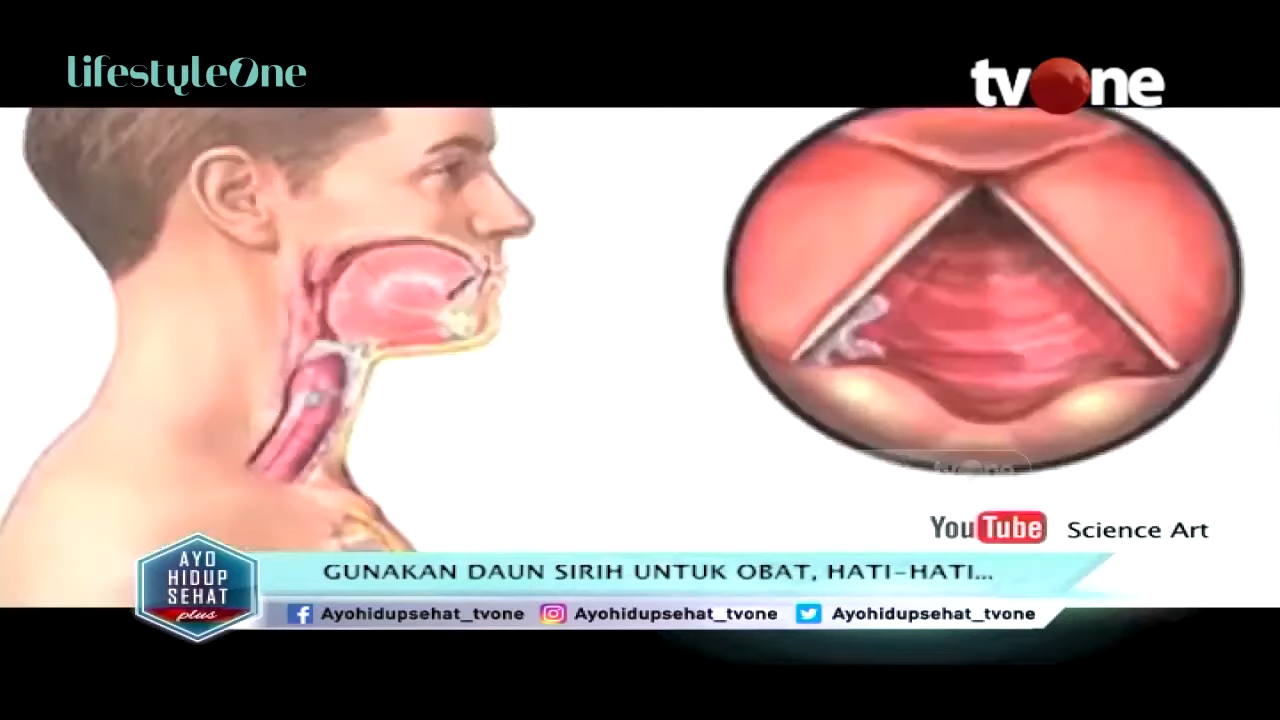 lifestyleOne
tvOne
tvOne
YouTube Science Art
AYO
HIDUP
SEHAT
plus
GUNAKAN DAUN SIRIH UNTUK OBAT, HATI-HATI...
Ayohidupsehat_tvone Ayohidupsehat_tvone Ayohidupsehat_tvone